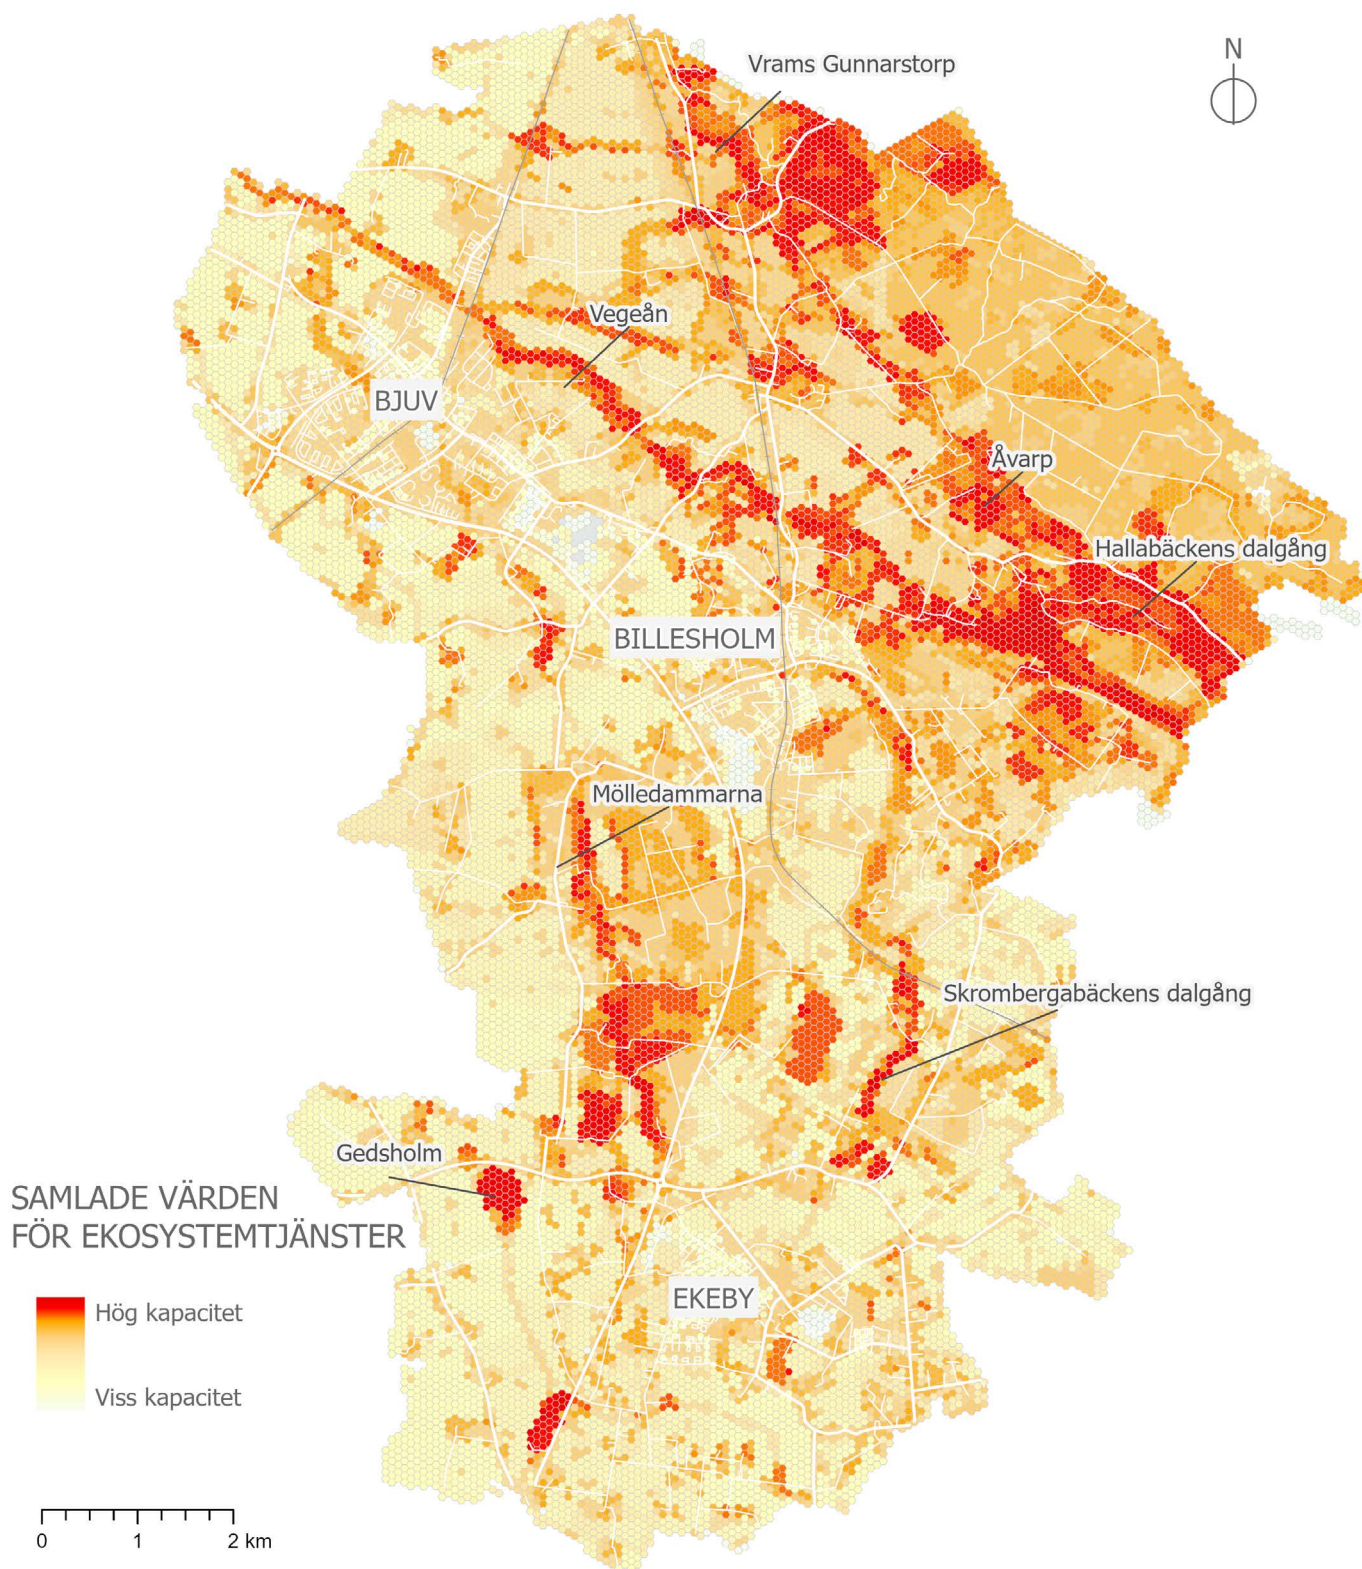 N
Vrams Gunnarstorp
Vegeån
BJUV
Åvarp
Hallabäckens dalgång
BILLESHOLM
Mölledammarna
Skrombergabäckens dalgång
Gedsholm
SAMLADE VÄRDEN
FÖR EKOSYSTEMTJÄNSTER
EKEBY
Hög kapacitet
Viss kapacitet
0 1 2 km